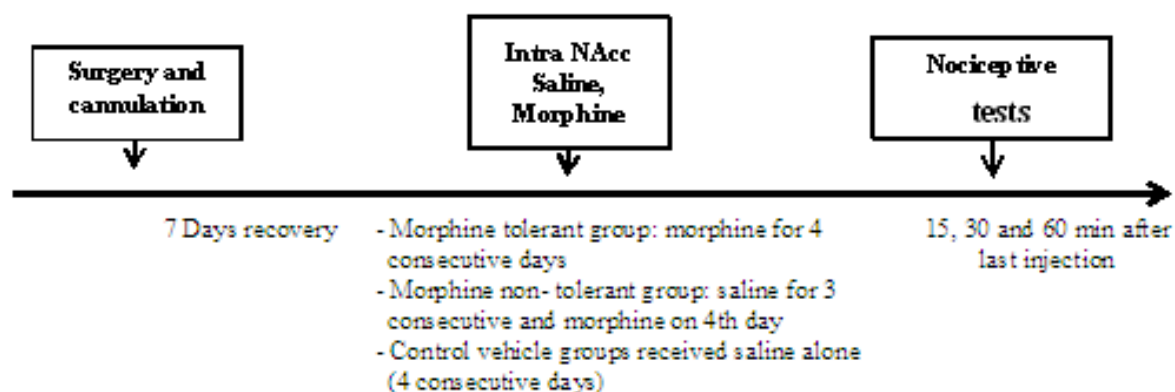 Surgery and
cannulation
Intra NAcc
Saline,
Morphine
Nociceptive
tests
7 Days recovery
- Morphine tolerant group: morphine for 4
consecutive days
- Morphine non- tolerant group: saline for 3
consecutive and morphine on 4th day
- Control vehicle groups received saline alone
(4 consecutive days)
15, 30 and 60 min after
last injection